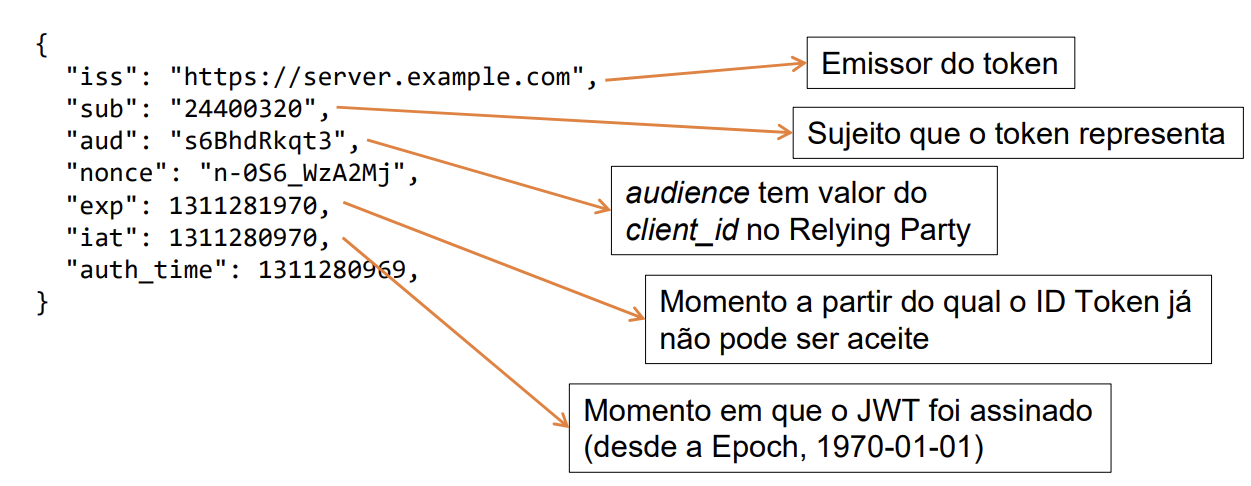 {
"iss": "https://server.example.com",
Emissor do token
"sub": "24400320",
Sujeito que o token representa
"aud": "s6BhdRkqt3",
"nonce": "n-0S6_WzA2Mj",
audience tem valor do
client_id no Relying Party
"exp": 1311281970,
"iat": 1311280970,
"auth_time": 1311280969,
}
Momento a partir do qual o ID Token já
não pode ser aceite
Momento em que o JWT foi assinado
(desde a Epoch, 1970-01-01)